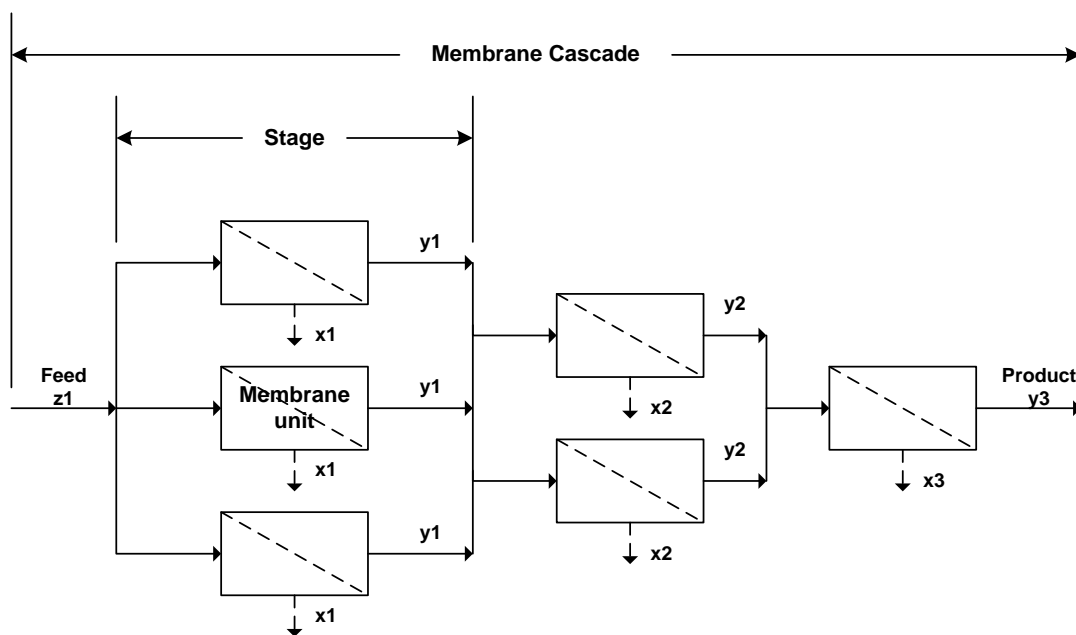 Membrane Cascade
Stage
y1
x1
y2
x2
Feed
z1
Membrane
unit
y1
x1
Product
y3
x3
y2
x2
y1
x1